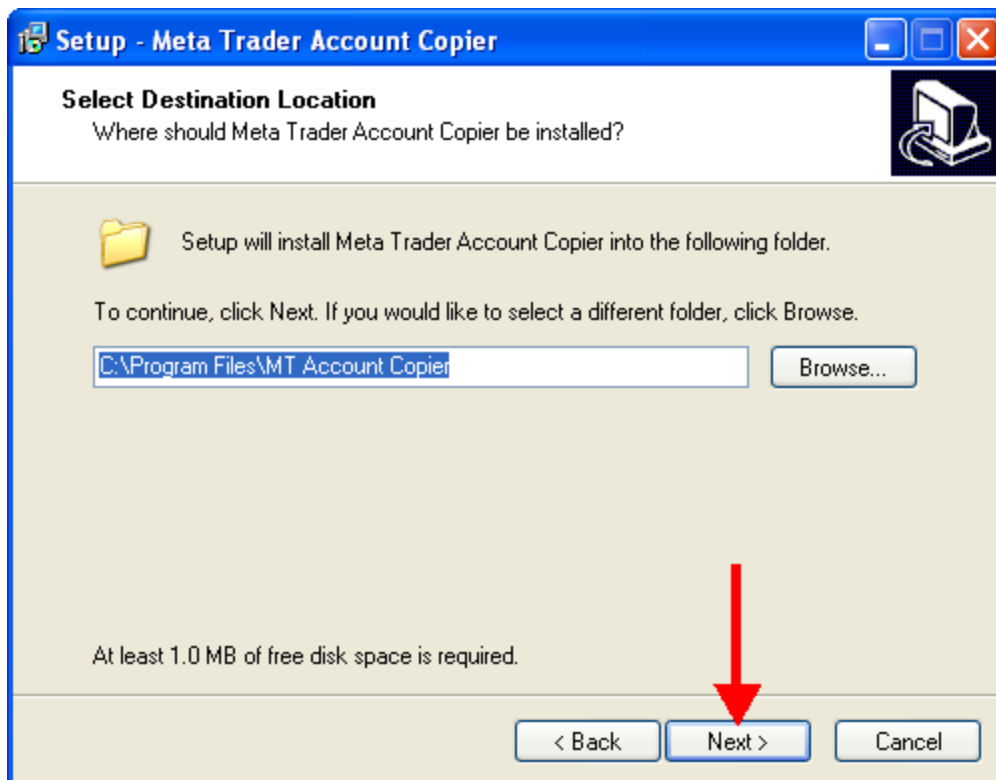 Setup - Meta Trader Account Copier
Select Destination Location
Where should Meta Trader Account Copier be installed?
Setup will install Meta Trader Account Copier into the following folder.
To continue, click Next. If you would like to select a different folder, click Browse.
C:\Program Files\MT Account Copier
Browse...
At least 1.0 MB of free disk space is required.
< Back
Next >
Cancel